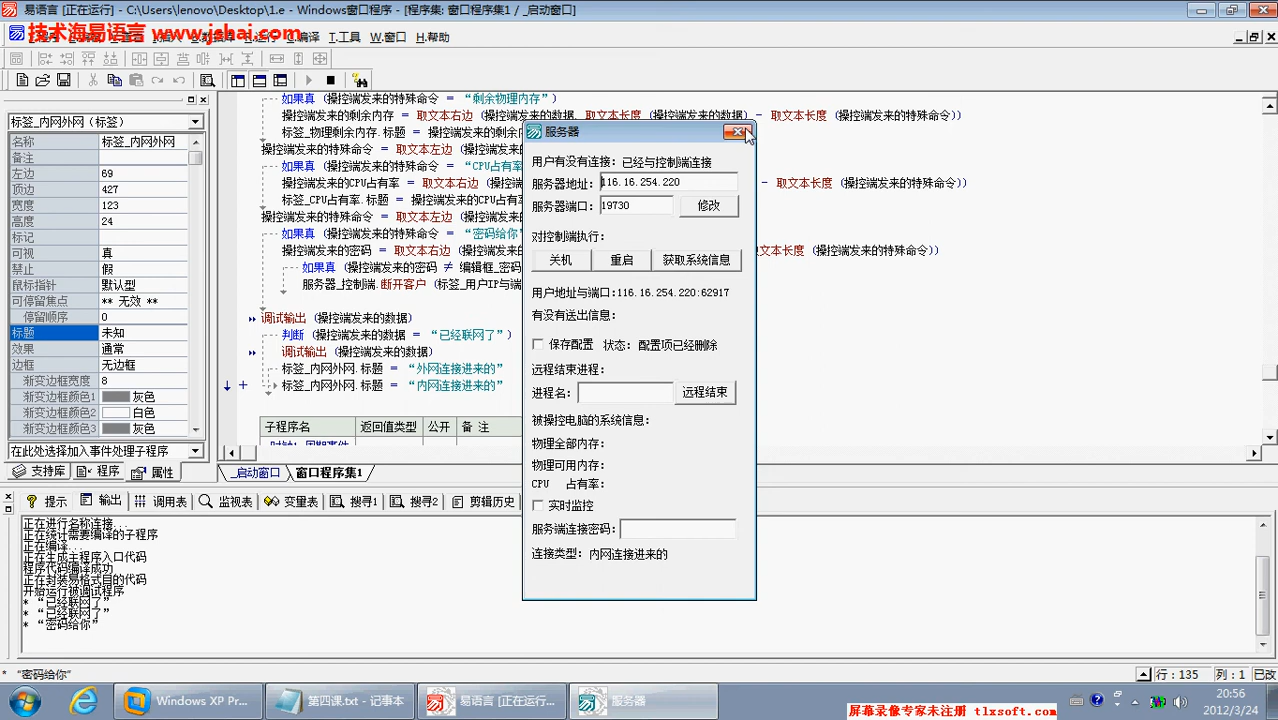 易语言 [正在运行] - C:\Users\lenovo\Desktop\1.e - Windows窗口程序 - [程序集: 窗口程序集1 / _启动窗口]
技术海易语言 www.jshai.com
编译 T.工具 W.窗口 H.帮助
如果真 (操控端发来的特殊命令 = “剩余物理内存”)
标签_内网外网 (标签)
操控端发来的剩余内存 = 取文本右边 (操控端发来的数据, 取文本长度 (操控端发来的数据) - 取文本长度 (操控端发来的特殊命令))
标签_物理剩余内存.标题 = 操控端发来的剩余
操控端发来的特殊命令 = 取文本左边 (操控端
如果真 (操控端发来的特殊命令 = “CPU占有率
操控端发来的CPU占有率 = 取文本右边 (操控端
- 取文本长度 (操控端发来的特殊命令))
标签_CPU占有率.标题 = 操控端发来的CPU占有
操控端发来的特殊命令 = 取文本左边 (操控端
如果真 (操控端发来的特殊命令 = “密码给你”
操控端发来的密码 = 取文本右边 (操控端发来
取文本长度 (操控端发来的特殊命令))
如果真 (操控端发来的密码 ≠ 编辑框_密码
服务器_控制端.断开客户 (标签_用户IP与端
调试输出 (操控端发来的数据)
判断 (操控端发来的数据 = “已经联网了”)
调试输出 (操控端发来的数据)
标签_内网外网.标题 = “外网连接进来的”
标签_内网外网.标题 = “内网连接进来的”
子程序名 返回值类型 公开 备 注
名称 标签_内网外网
备注
左边 69
顶边 427
宽度 123
高度 24
标记
可视 真
禁止 假
鼠标指针 默认型
可停留焦点 ** 无效 **
停留顺序 0
标题 未知
效果 通常
边框 无边框
渐变边框宽度 8
渐变边框颜色1 灰色
渐变边框颜色2 白色
渐变边框颜色3 灰色
在此处选择加入事件处理子程序
支持库 程序 属性
_启动窗口 窗口程序集1
服务器
用户有没有连接: 已经与控制端连接
服务器地址: 116.16.254.220
服务器端口: 19730 修改
对控制端执行:
关机 重启 获取系统信息
用户地址与端口:116.16.254.220:62917
有没有送出信息:
保存配置 状态: 配置项已经删除
远程结束进程:
进程名: 远程结束
被操控电脑的系统信息:
物理全部内存:
物理可用内存:
CPU 占有率:
实时监控
服务端连接密码:
连接类型: 内网连接进来的
提示 输出 调用表 监视表 变量表 搜寻1 搜寻2 剪辑历史
正在进行名称连接...
正在统计需要编译的子程序
正在编译...
正在生成主程序入口代码
程序代码编译成功
正在封装易格式目的代码
开始运行被调试程序
* “已经联网了”
* “已经联网了”
* “密码给你”
* “密码给你”
行: 135 列: 1 已改
Windows XP Pr... 第四课.txt - 记事本 易语言 [正在运行... 服务器
20:56
2012/3/24
屏幕录像专家未注册 tlxsoft.com